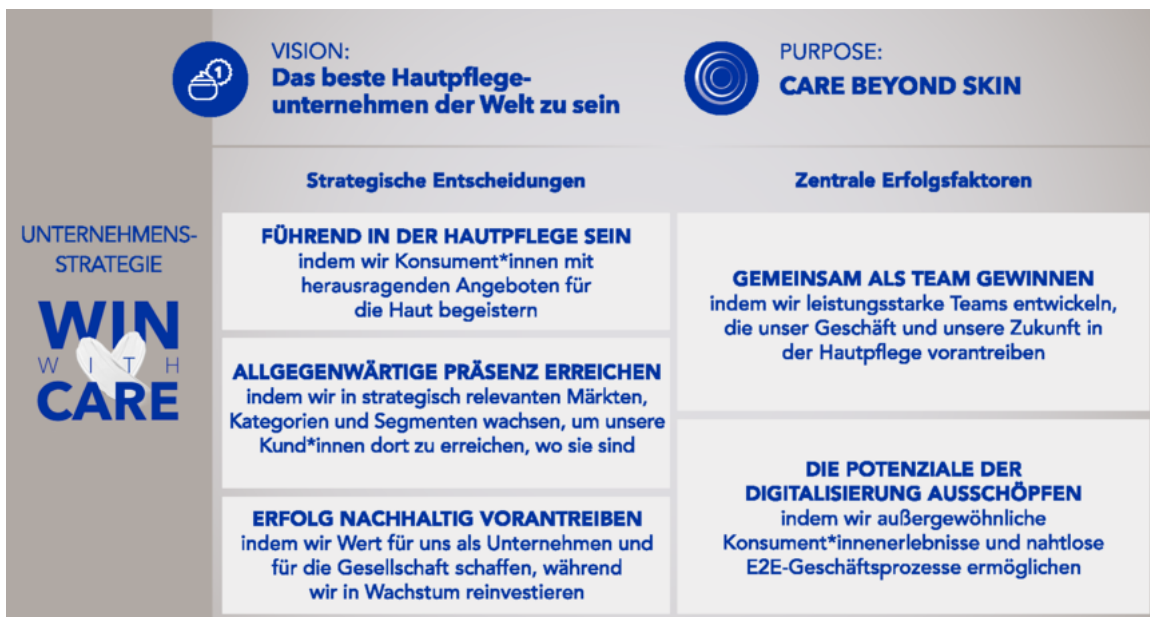 1
VISION:
Das beste Hautpflege-
unternehmen der Welt zu sein
PURPOSE:
CARE BEYOND SKIN
UNTERNEHMENS-
STRATEGIE
WIN
WITH
CARE
Strategische Entscheidungen
FÜHREND IN DER HAUTPFLEGE SEIN
indem wir Konsument*innen mit
herausragenden Angeboten für
die Haut begeistern
ALLGEGENWÄRTIGE PRÄSENZ ERREICHEN
indem wir in strategisch relevanten Märkten,
Kategorien und Segmenten wachsen, um unsere
Kund*innen dort zu erreichen, wo sie sind
ERFOLG NACHHALTIG VORANTREIBEN
indem wir Wert für uns als Unternehmen und
für die Gesellschaft schaffen, während
wir in Wachstum reinvestieren
Zentrale Erfolgsfaktoren
GEMEINSAM ALS TEAM GEWINNEN
indem wir leistungsstarke Teams entwickeln,
die unser Geschäft und unsere Zukunft in
der Hautpflege vorantreiben
DIE POTENZIALE DER
DIGITALISIERUNG AUSSCHÖPFEN
indem wir außergewöhnliche
Konsument*innenerlebnisse und nahtlose
E2E-Geschäftsprozesse ermöglichen